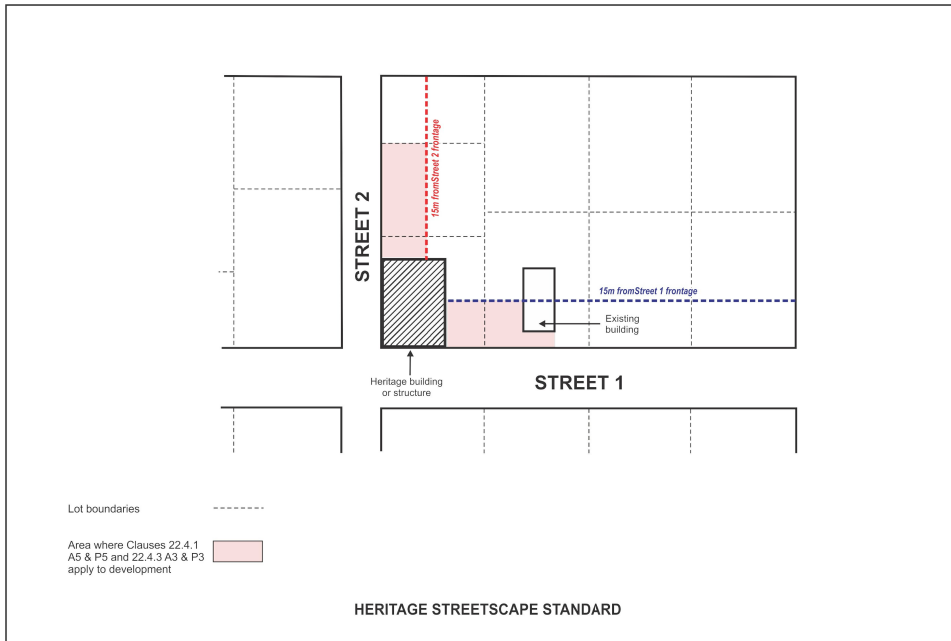 STREET 2
15m fromStreet 2 frontage
15m fromStreet 1 frontage
Existing
building
Heritage building
or structure
STREET 1
Lot boundaries
Area where Clauses 22.4.1
A5 & P5 and 22.4.3 A3 & P3
apply to development
HERITAGE STREETSCAPE STANDARD